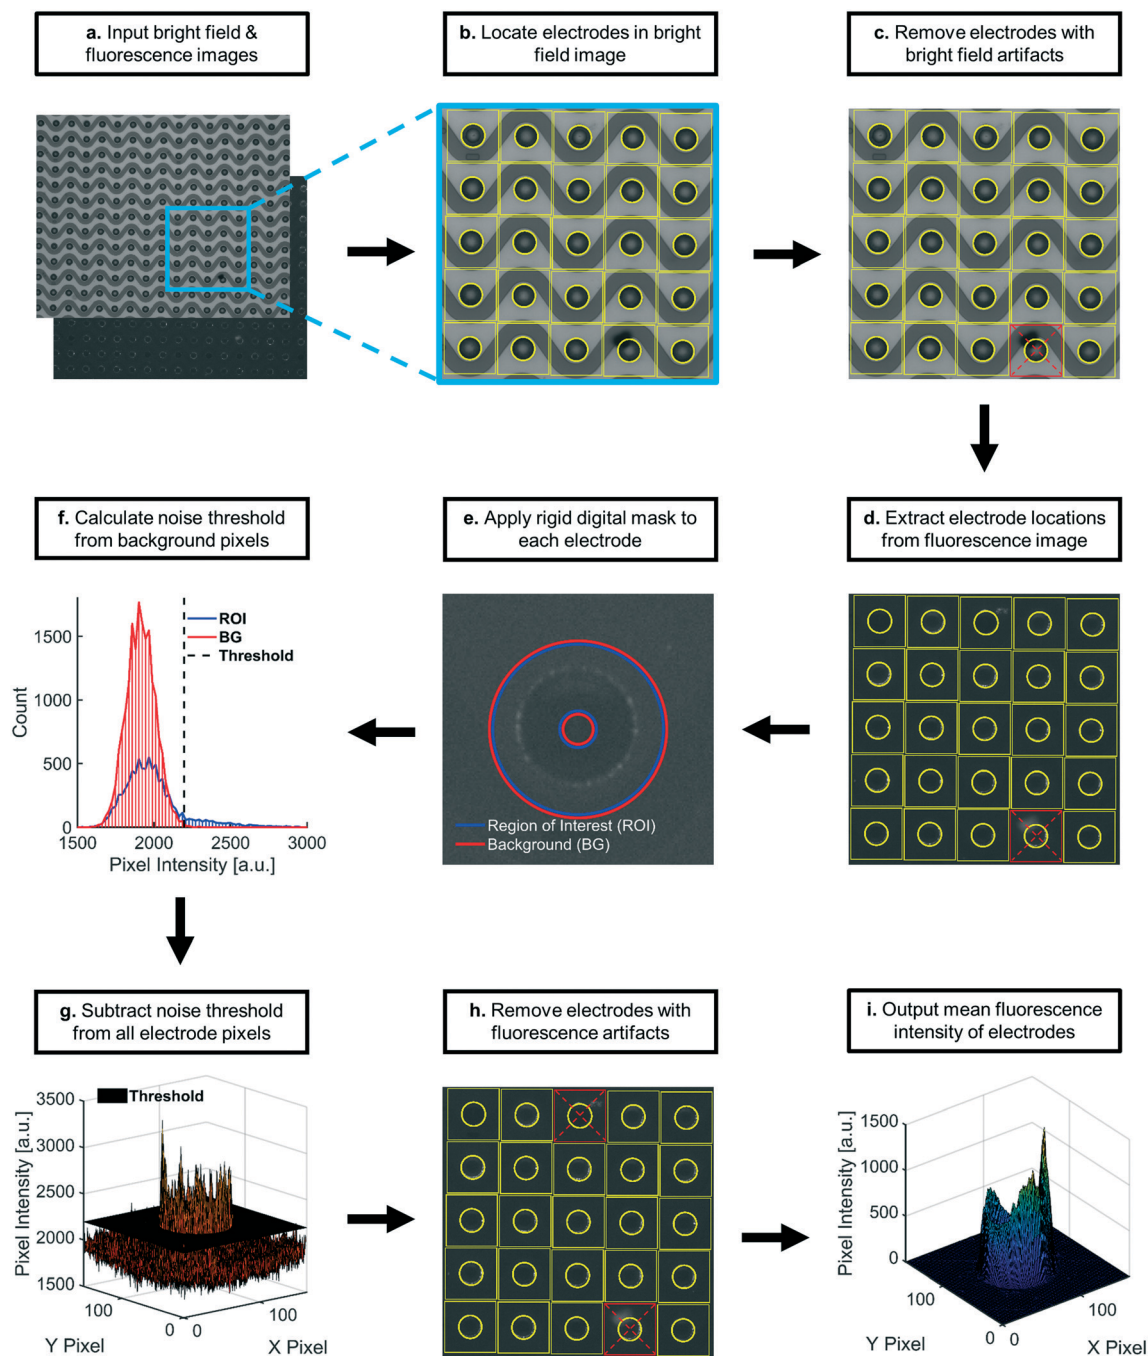 a. Input bright field &
fluorescence images
b. Locate electrodes in bright
field image
c. Remove electrodes with
bright field artifacts
f. Calculate noise threshold
from background pixels
e. Apply rigid digital mask to
each electrode
d. Extract electrode locations
from fluorescence image
ROI
BG
Threshold
Count
1500
1000
500
0
1500
2000
2500
3000
Pixel Intensity [a.u.]
Region of Interest (ROI)
Background (BG)
g. Subtract noise threshold
from all electrode pixels
h. Remove electrodes with
fluorescence artifacts
i. Output mean fluorescence
intensity of electrodes
Threshold
Pixel Intensity [a.u.]
3500
3000
2500
2000
1500
100
0
0
100
Y Pixel
X Pixel
Pixel Intensity [a.u.]
1500
1000
500
0
100
0
0
100
Y Pixel
X Pixel